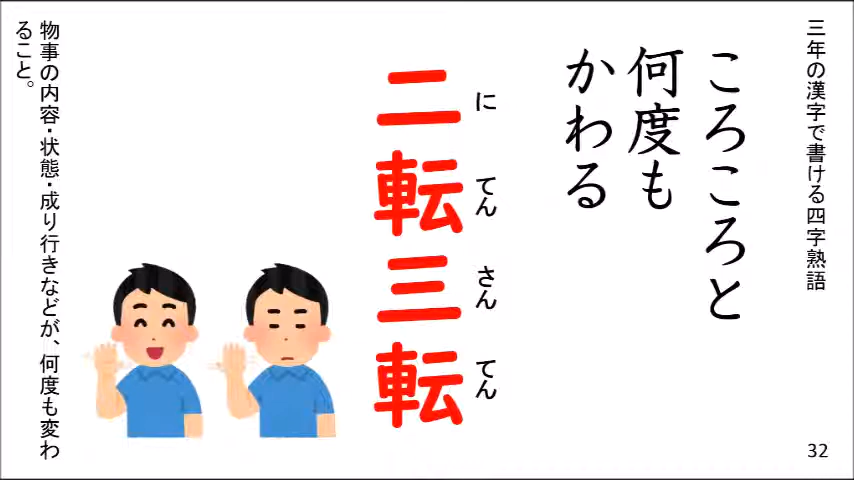 三年の漢字で書ける四字熟語
ころころと
何度も
かわる
に
てん
さん
てん
二転三転
物事の内容・状態・成り行きなどが、何度も変わ
ること。
32